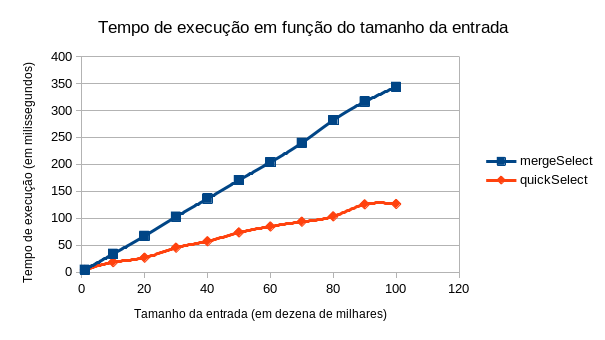 Tempo de execução em função do tamanho da entrada
400
350
300
250
200
150
100
50
0
Tempo de execução (em milissegundos)
0 20 40 60 80 100 120
Tamanho da entrada (em dezena de milhares)
mergeSelect
quickSelect